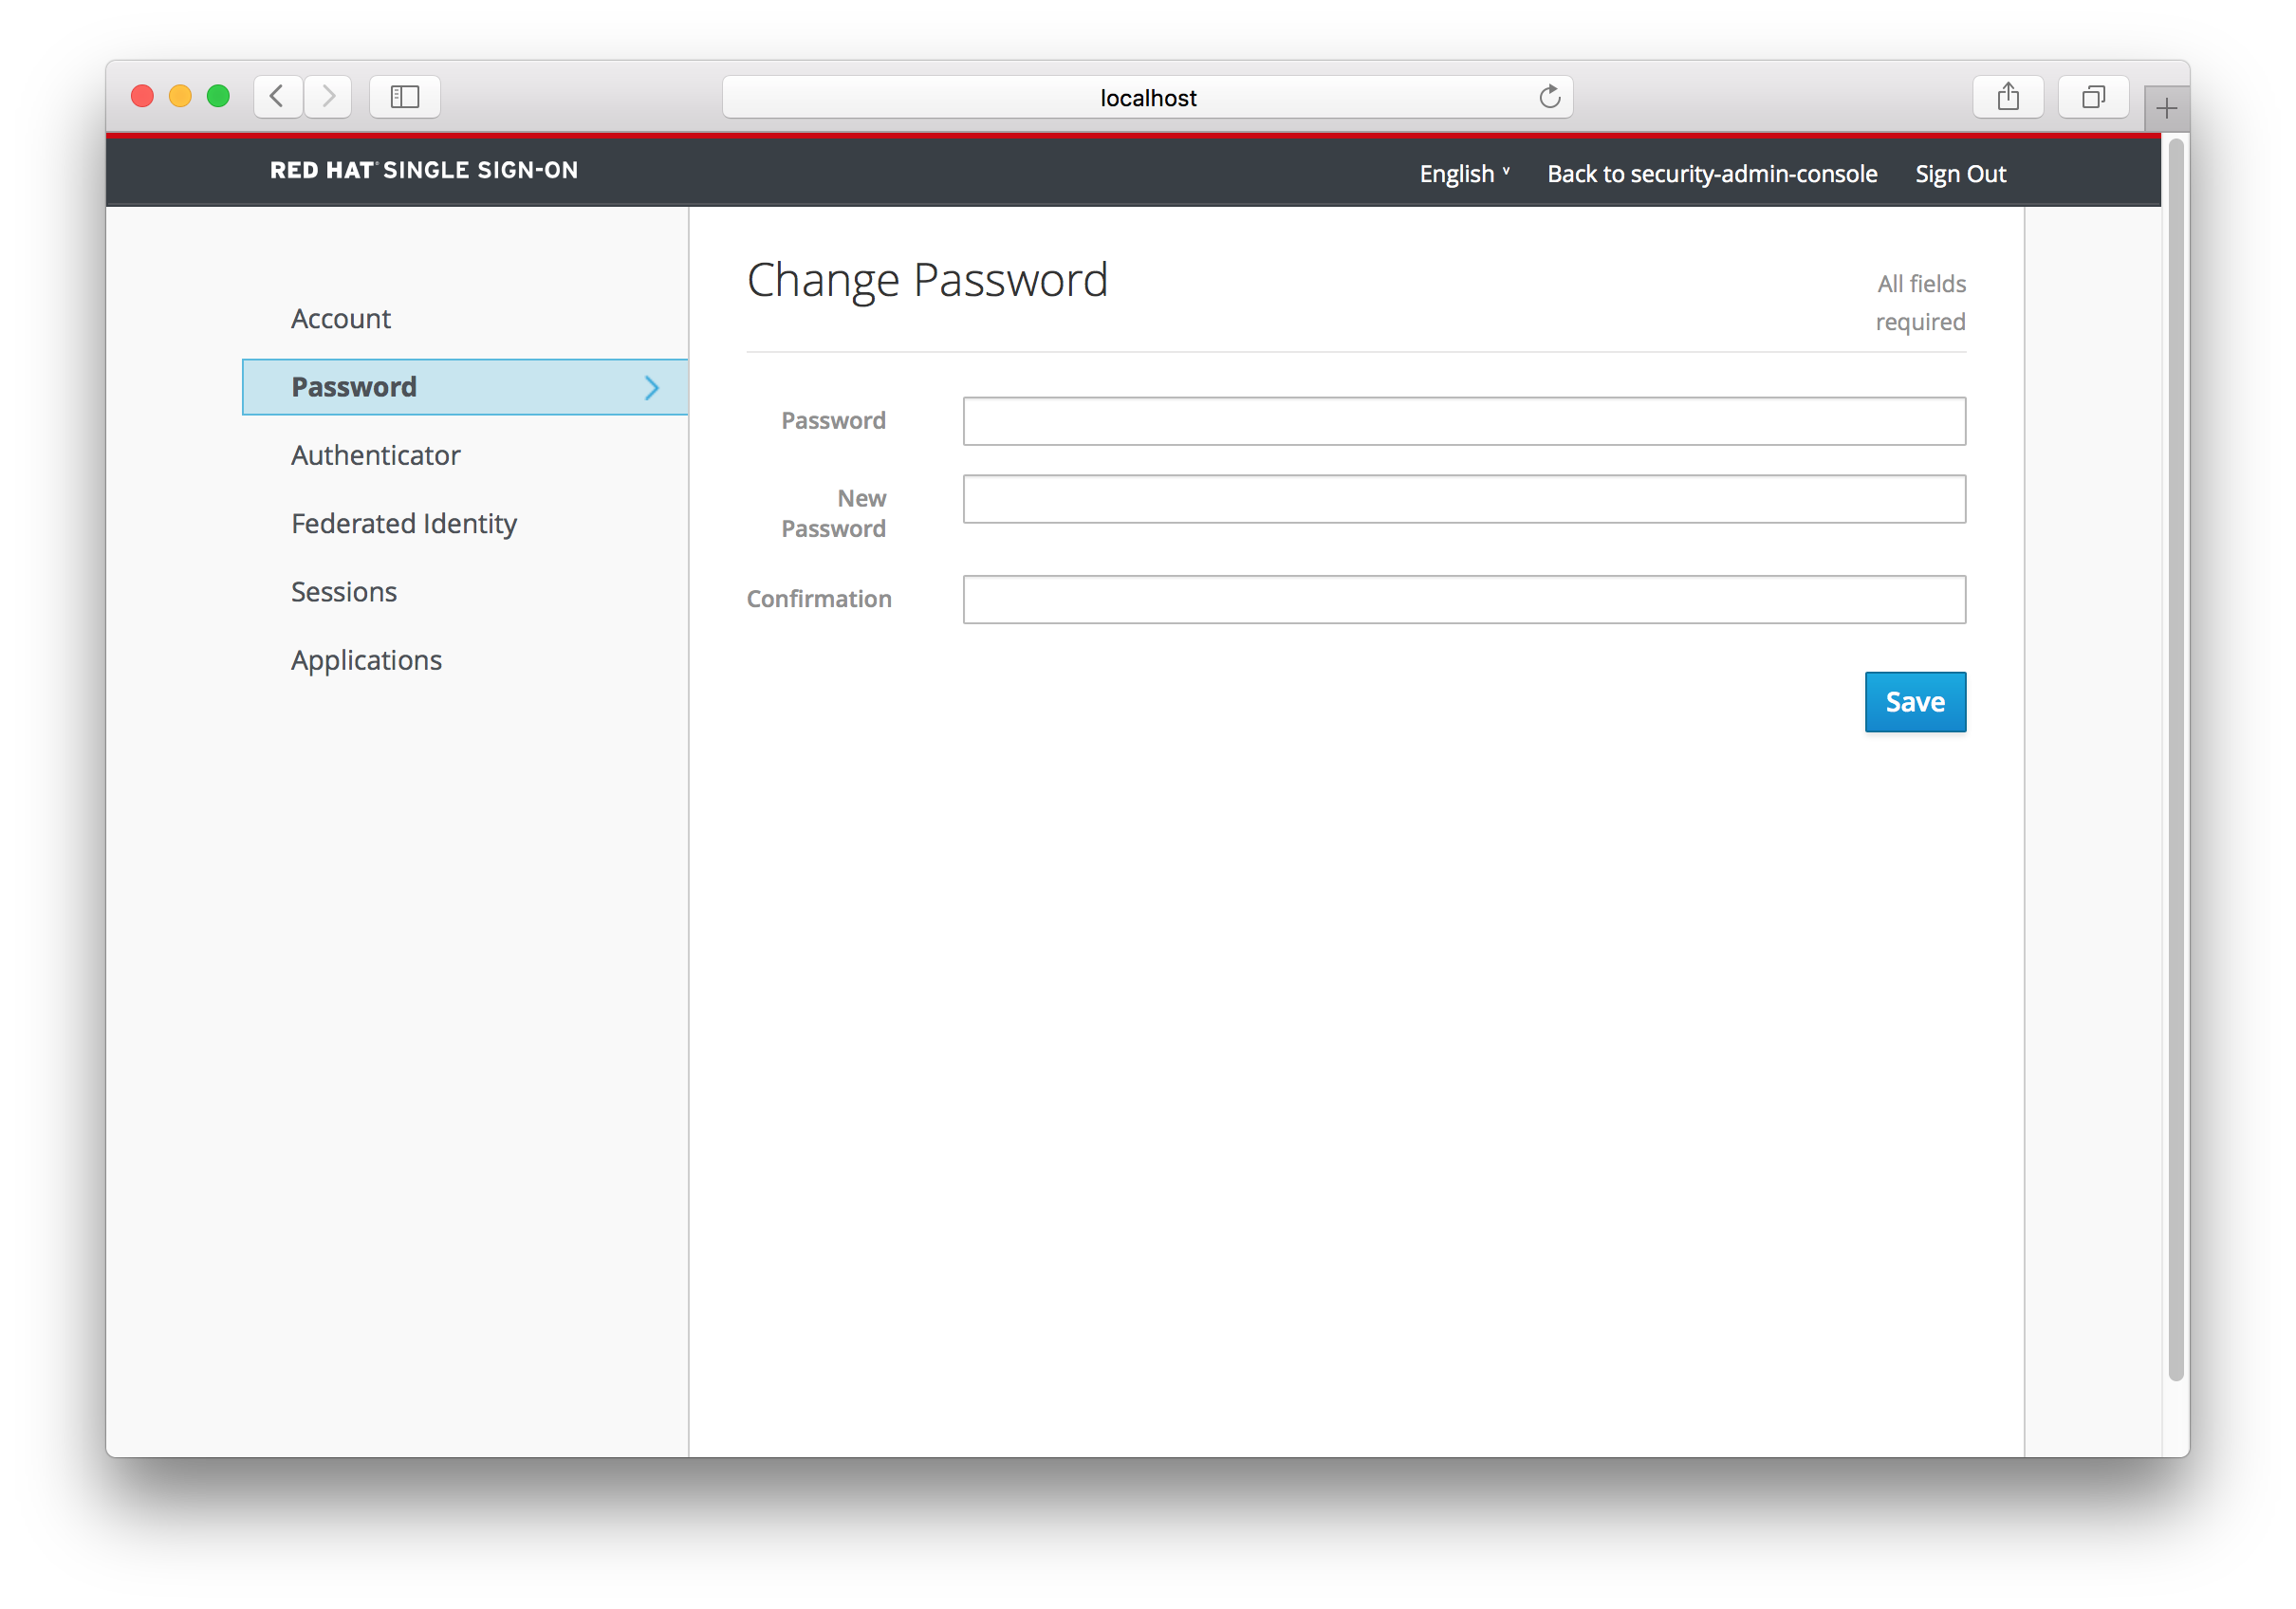 localhost
RED HAT SINGLE SIGN-ON
English v Back to security-admin-console Sign Out
Account
Password
Authenticator
Federated Identity
Sessions
Applications
Change Password
All fields
required
Password
New
Password
Confirmation
Save